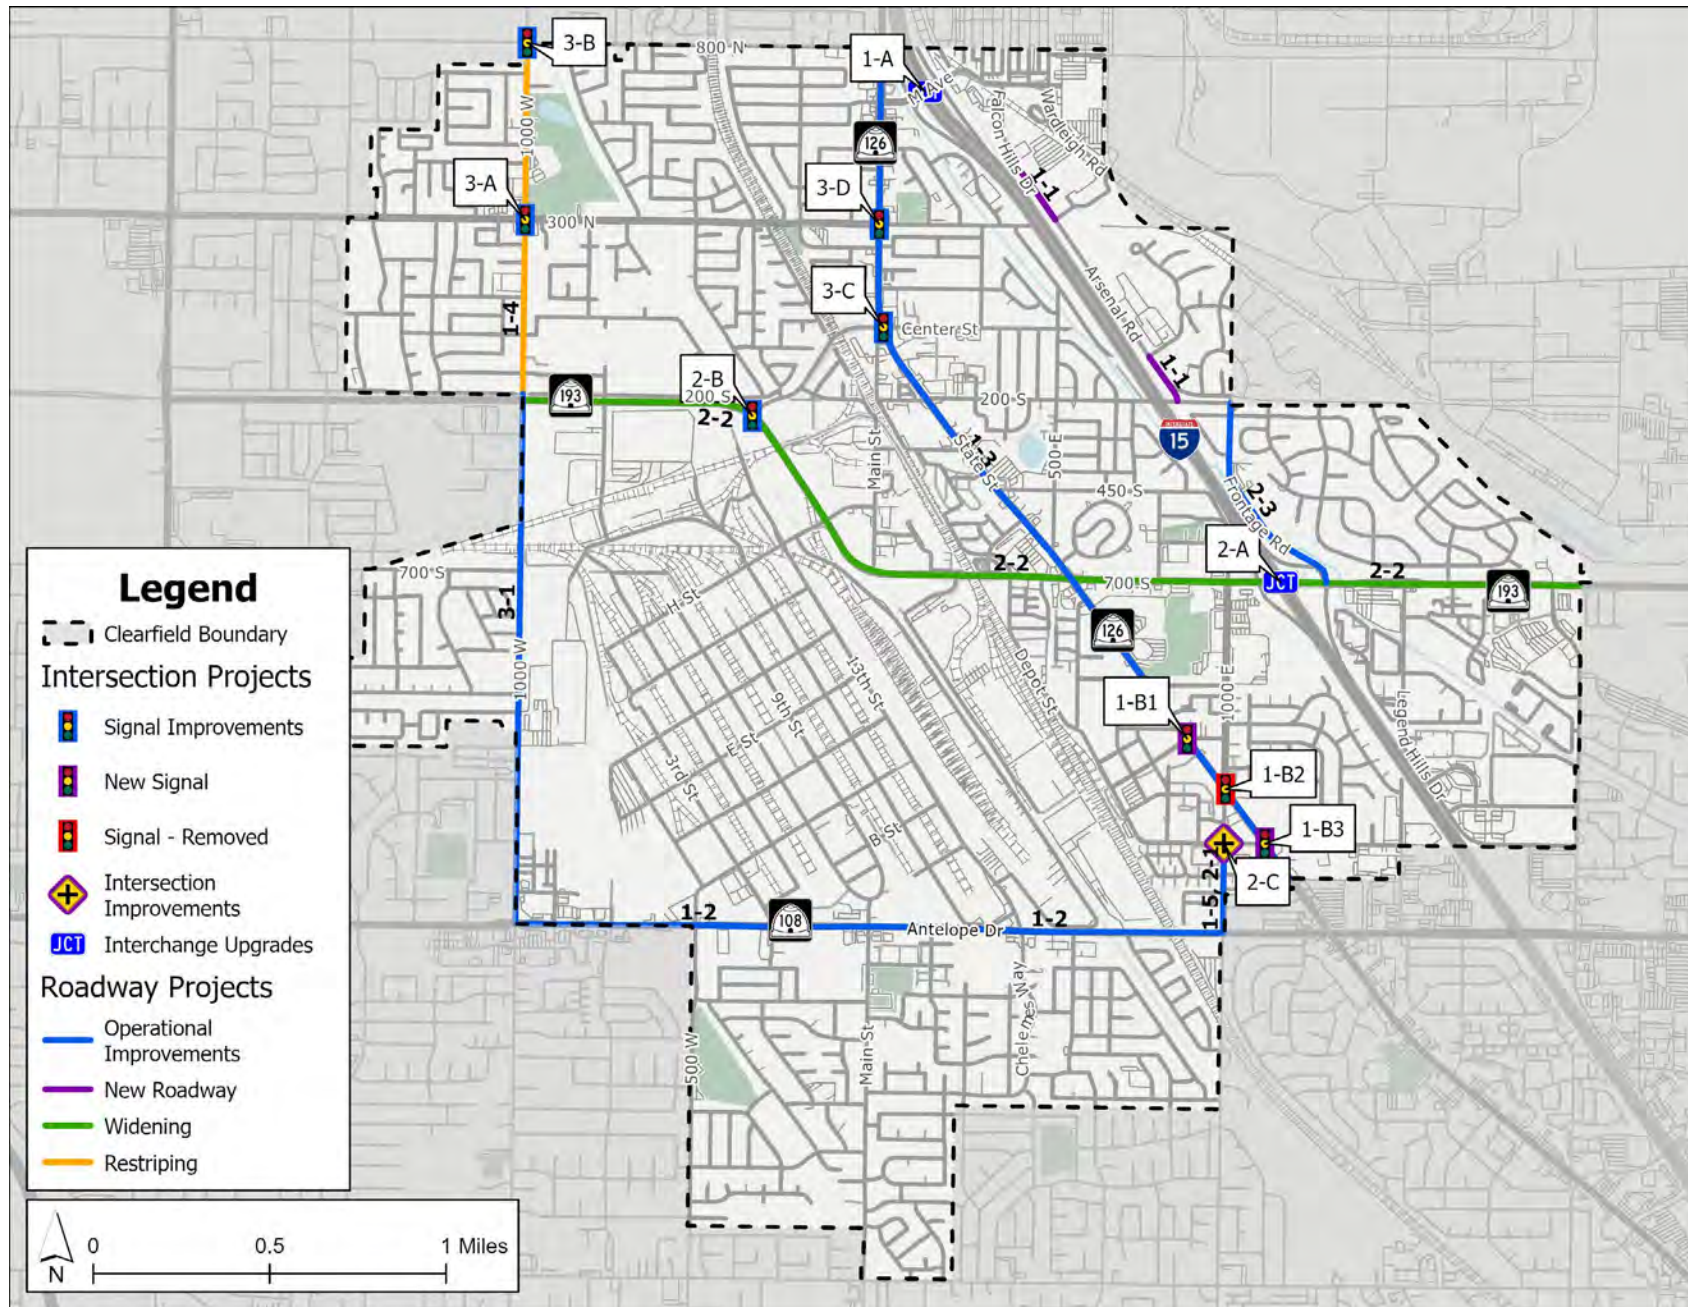 3-B
800 N
1-A
M Ave
JCT
1000 W
126
Falcon Hills Dr
Wardleigh Rd
1-1
3-A
3-D
300 N
3-C
Arsenal Rd
1-4
Center St
1-1
2-B
193
200 S
2-2
200 S
15
Main St
State St
1-3
500 E
450 S
Frontage Rd
2-3
2-A
JCT
2-2
2-2
700 S
193
700 S
3-1
H St
126
1000 W
13th St
9th St
E St
3rd St
B St
Depot St
1-B1
1000 E
Legend Hills Dr
1-B2
1-B3
2-C
1-5, 2-1
1-2
108
Antelope Dr
1-2
500 W
Main St
Legend
Clearfield Boundary
Intersection Projects
Signal Improvements
New Signal
Signal - Removed
Intersection
Improvements
JCT
Interchange Upgrades
Roadway Projects
Operational
Improvements
New Roadway
Widening
Restriping
N
0 0.5 1 Miles